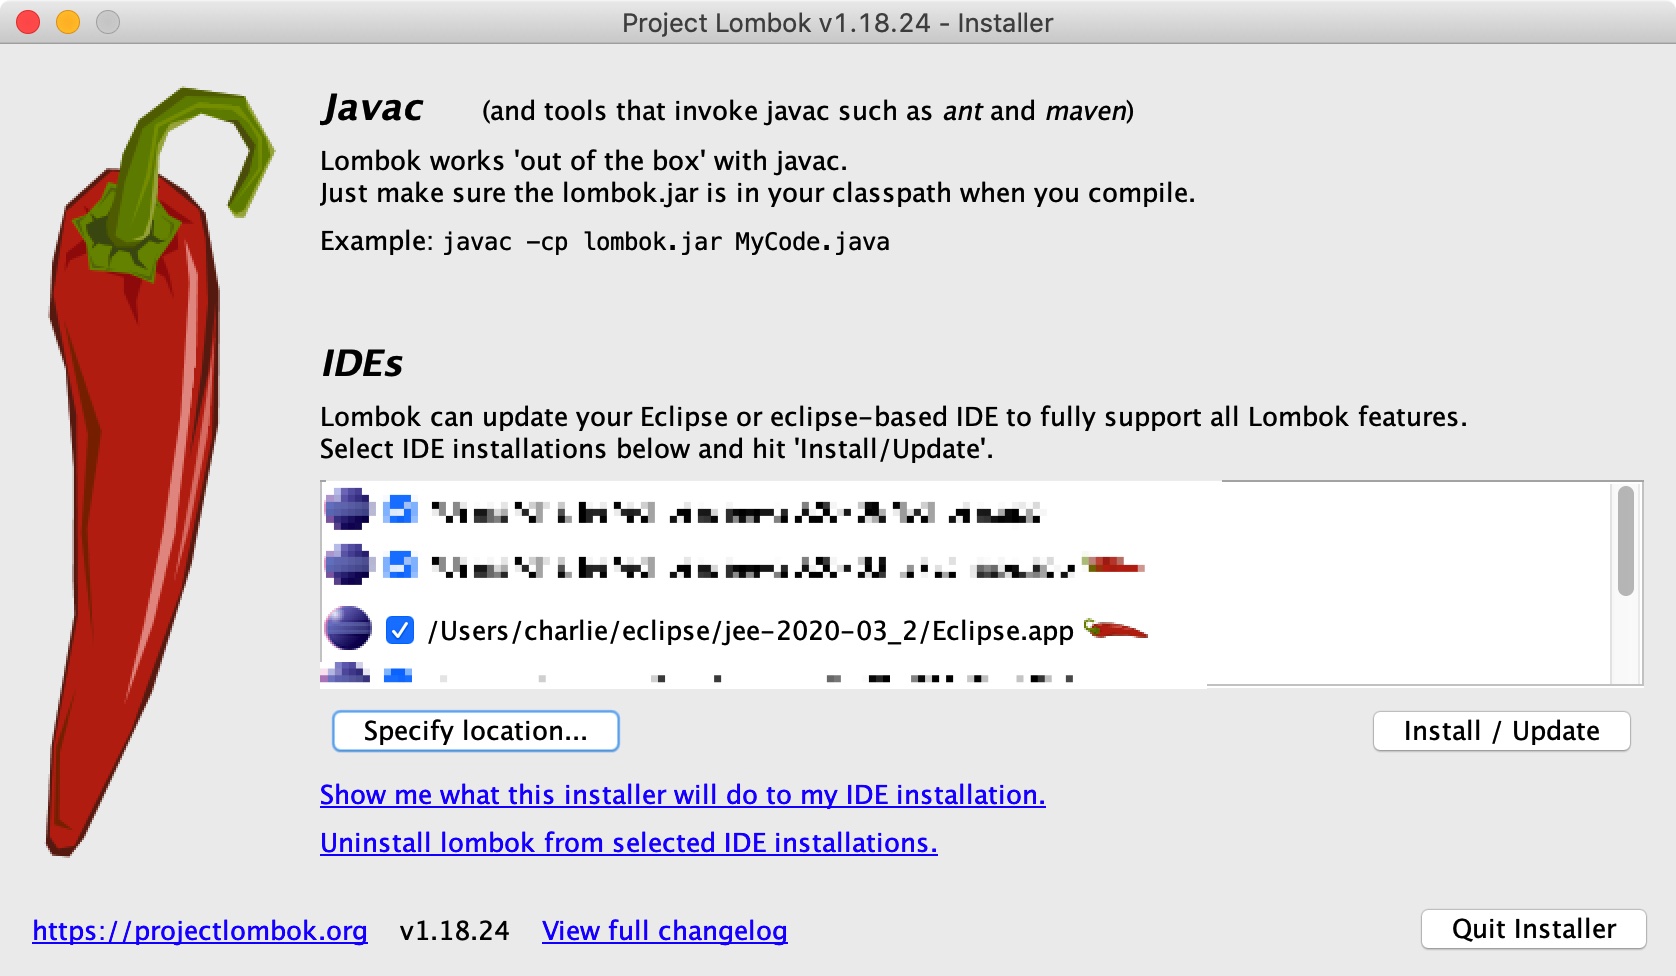 Project Lombok v1.18.24 - Installer
Javac (and tools that invoke javac such as ant and maven)
Lombok works 'out of the box' with javac.
Just make sure the lombok.jar is in your classpath when you compile.
Example: javac -cp lombok.jar MyCode.java
IDEs
Lombok can update your Eclipse or eclipse-based IDE to fully support all Lombok features.
Select IDE installations below and hit 'Install/Update'.
/Users/charlie/eclipse/jee-2020-03_2/Eclipse.app
Specify location... Install / Update
Show me what this installer will do to my IDE installation.
Uninstall lombok from selected IDE installations.
https://projectlombok.org v1.18.24 View full changelog Quit Installer